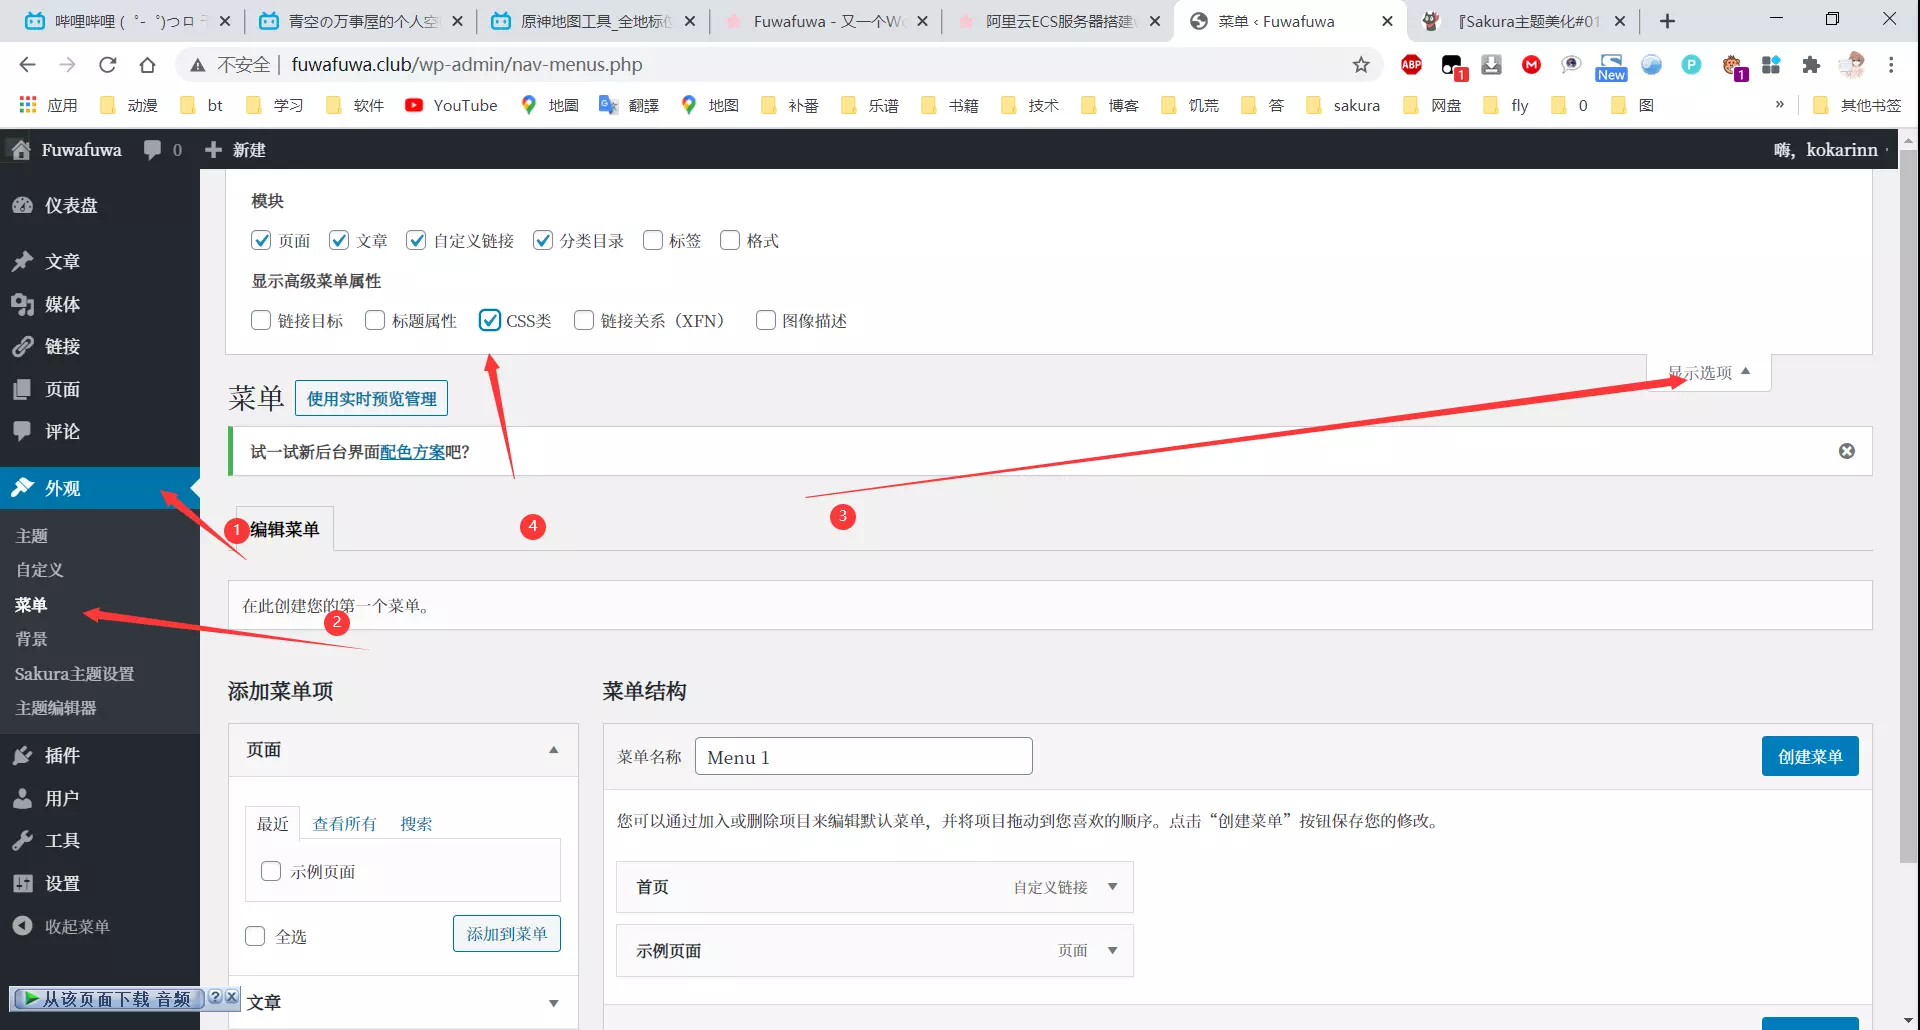 哔哩哔哩 (゜-゜)つロ
青空の万事屋的个人空
原神地图工具_全地标
Fuwafuwa - 又一个Wo
阿里云ECS服务器搭建
菜单 ‹ Fuwafuwa
『Sakura主题美化#01
不安全 | fuwafuwa.club/wp-admin/nav-menus.php
ABP 1 M New P 1
应用 动漫 bt 学习 软件 YouTube 地圖 翻譯 地图 补番 乐谱 书籍 技术 博客 饥荒 答 sakura 网盘 fly 0 图 » 其他书签
Fuwafuwa 0 新建 嗨，kokarinn
仪表盘
文章
媒体
链接
页面
评论
外观
主题
自定义
菜单
背景
Sakura主题设置
主题编辑器
插件
用户
工具
设置
收起菜单
从该页面下载 音频 ? X
模块
页面 文章 自定义链接 分类目录 标签 格式
显示高级菜单属性
链接目标 标题属性 CSS类 链接关系（XFN） 图像描述
显示选项
菜单 使用实时预览管理
试一试新后台界面配色方案吧？
1 编辑菜单 4 3
在此创建您的第一个菜单。
2
添加菜单项
页面
最近 查看所有 搜索
示例页面
全选 添加到菜单
文章
菜单结构
菜单名称 Menu 1 创建菜单
您可以通过加入或删除项目来编辑默认菜单，并将项目拖动到您喜欢的顺序。点击“创建菜单”按钮保存您的修改。
首页 自定义链接
示例页面 页面